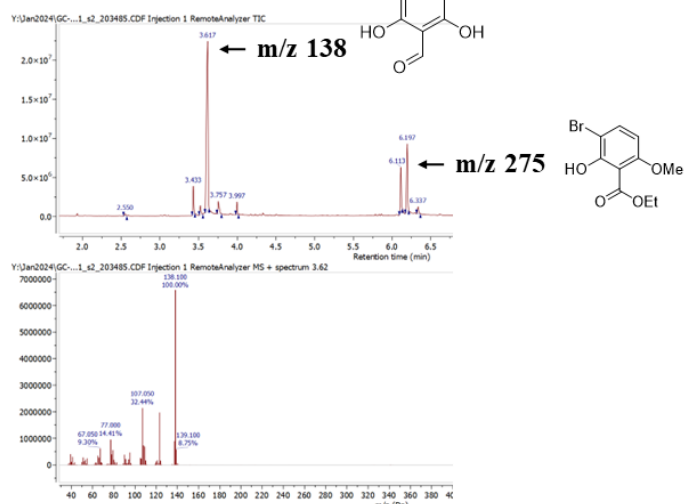 Y:\Jan2024\GC-...1_s2_203485.CDF Injection 1 RemoteAnalyzer TIC
3.617
m/z 138
HO
OH
O
2.0×10⁷
1.5×10⁷
1.0×10⁷
5.0×10⁶
0.0
2.550
3.433
3.757
3.997
6.113
6.197
6.337
m/z 275
Br
HO
OMe
O
OEt
2.0 2.5 3.0 3.5 4.0 4.5 5.0 5.5 6.0 6.5
Retention time (min)
Y:\Jan2024\GC-...1_s2_203485.CDF Injection 1 RemoteAnalyzer MS + spectrum 3.62
138.100
100.00%
7000000
6000000
5000000
4000000
3000000
2000000
1000000
0
107.050
32.44%
77.000
14.41%
67.050
9.30%
139.100
8.75%
40 60 80 100 120 140 160 180 200 220 240 260 280 300 320 340 360 380